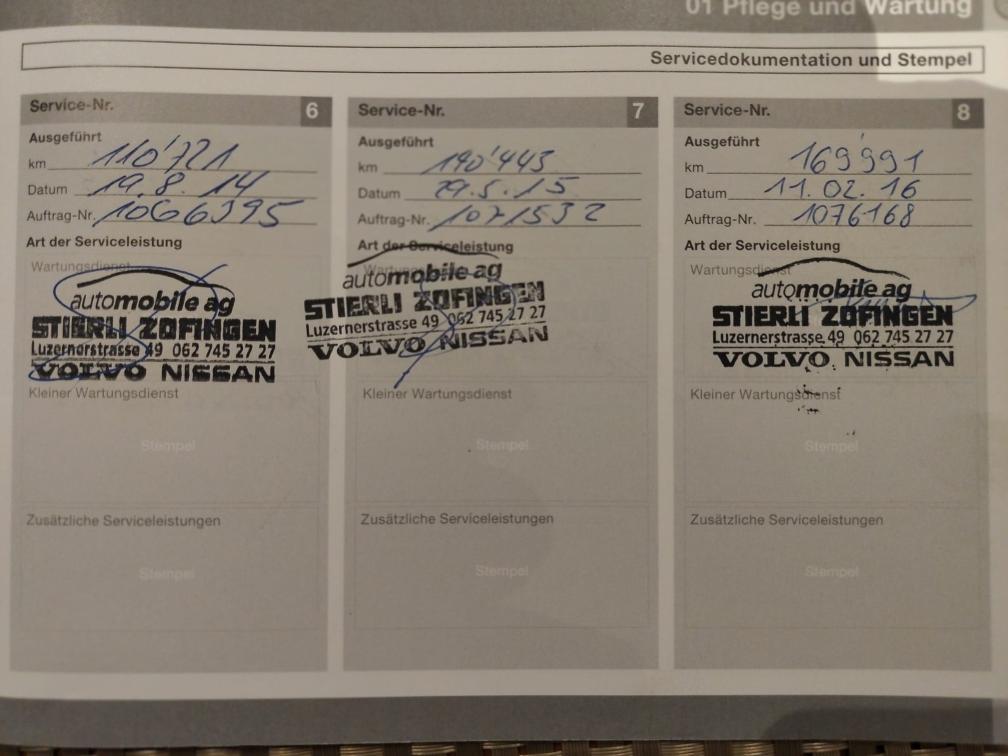 01 Pflege und Wartung
Servicedokumentation und Stempel
Service-Nr. 6
Ausgeführt
km 110'721
Datum 19.8.14
Auftrag-Nr. 1066395
Art der Serviceleistung
Wartungsdienst
automobile ag
STIERLI ZOFINGEN
Luzernerstrasse 49 062 745 27 27
VOLVO NISSAN
Kleiner Wartungsdienst
Stempel
Zusätzliche Serviceleistungen
Stempel
Service-Nr. 7
Ausgeführt
km 140'443
Datum 29.5.15
Auftrag-Nr. 1071532
Art der Serviceleistung
automobile ag
STIERLI ZOFINGEN
Luzernerstrasse 49 062 745 27 27
VOLVO NISSAN
Kleiner Wartungsdienst
Stempel
Zusätzliche Serviceleistungen
Stempel
Service-Nr. 8
Ausgeführt
km 169'991
Datum 11.02.16
Auftrag-Nr. 1076168
Art der Serviceleistung
Wartungsdienst
automobile ag
STIERLI ZOFINGEN
Luzernerstrasse 49 062 745 27 27
VOLVO NISSAN
Kleiner Wartungsdienst
Stempel
Zusätzliche Serviceleistungen
Stempel